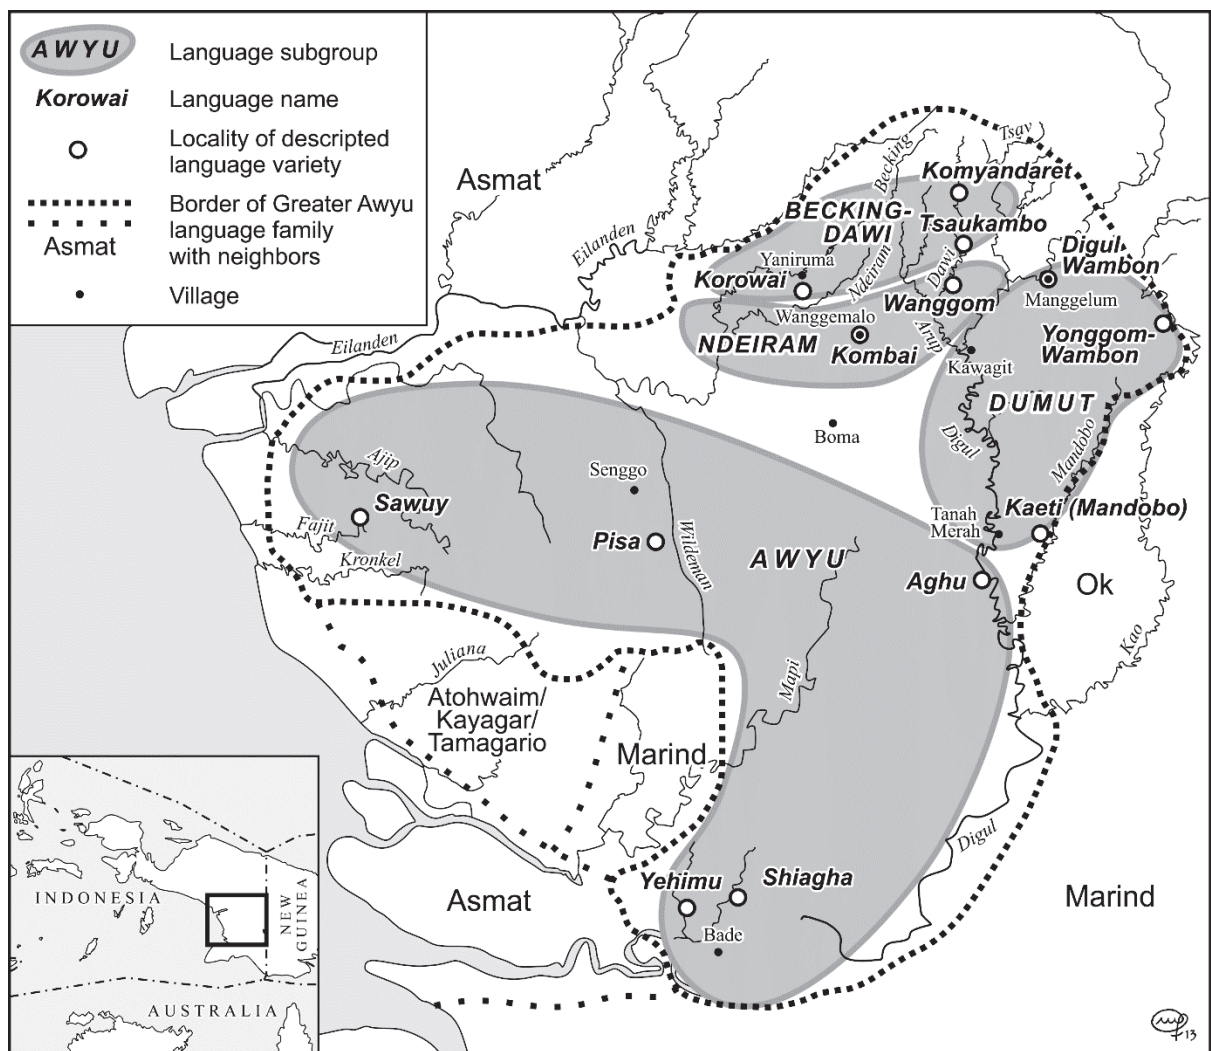 AWYU
Language subgroup
Korowai
Language name
Locality of descripted
language variety
Border of Greater Awyu
language family
with neighbors
Asmat
Village
Asmat
Eilanden
Eilanden
Becking
Tsav
Komyandaret
BECKING-
DAWI
Tsaukambo
Yaniruma
Ndeiram
Dawi
Digul
Wambon
Korowai
Wanggom
Manggelum
Wanggemalo
NDEIRAM
Kombai
Arup
Yonggom-
Wambon
Kawagit
DUMUT
Boma
Digul
Mandobo
Ajip
Senggo
Sawuy
Fajit
Kronkel
Pisa
Wildeman
AWYU
Tanah
Merah
Kaeti (Mandobo)
Aghu
Ok
Kao
Juliana
Mapi
Atohwaim/
Kayagar/
Tamagario
Marind
Digul
Yehimu
Shiagha
Asmat
Bade
Marind
INDONESIA
NEW
GUINEA
AUSTRALIA
13